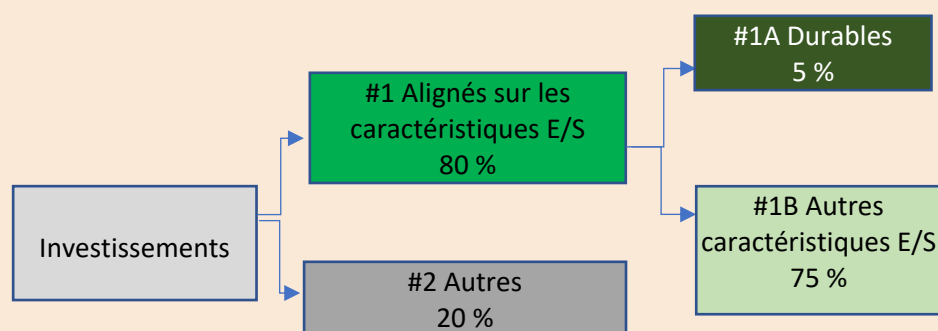 #1A Durables
5 %
#1 Alignés sur les
caractéristiques E/S
80 %
#1B Autres
caractéristiques E/S
75 %
Investissements
#2 Autres
20 %